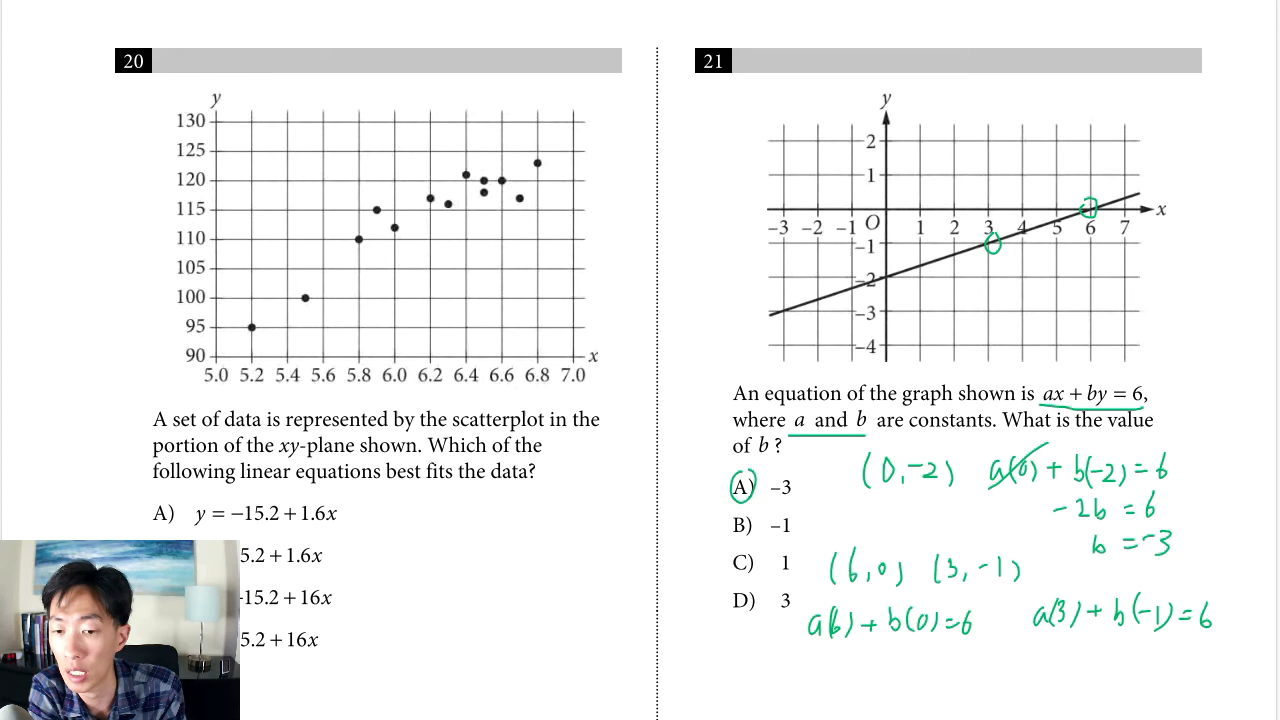 20
y
130
125
120
115
110
105
100
95
90
5.0 5.2 5.4 5.6 5.8 6.0 6.2 6.4 6.6 6.8 7.0
x
A set of data is represented by the scatterplot in the
portion of the xy-plane shown. Which of the
following linear equations best fits the data?
A) y = −15.2 + 1.6x
5.2 + 1.6x
-15.2 + 16x
5.2 + 16x
21
y
2
1
O
−3 −2 −1 1 2 3 4 5 6 7
x
−1
−2
−3
−4
An equation of the graph shown is ax + by = 6,
where a and b are constants. What is the value
of b ?
A) –3
B) –1
C) 1
D) 3
(0,-2) a(0) + b(-2) = 6
-2b = 6
b = -3
(6,0) (3,-1)
a(6) + b(0) = 6
a(3) + b(-1) = 6